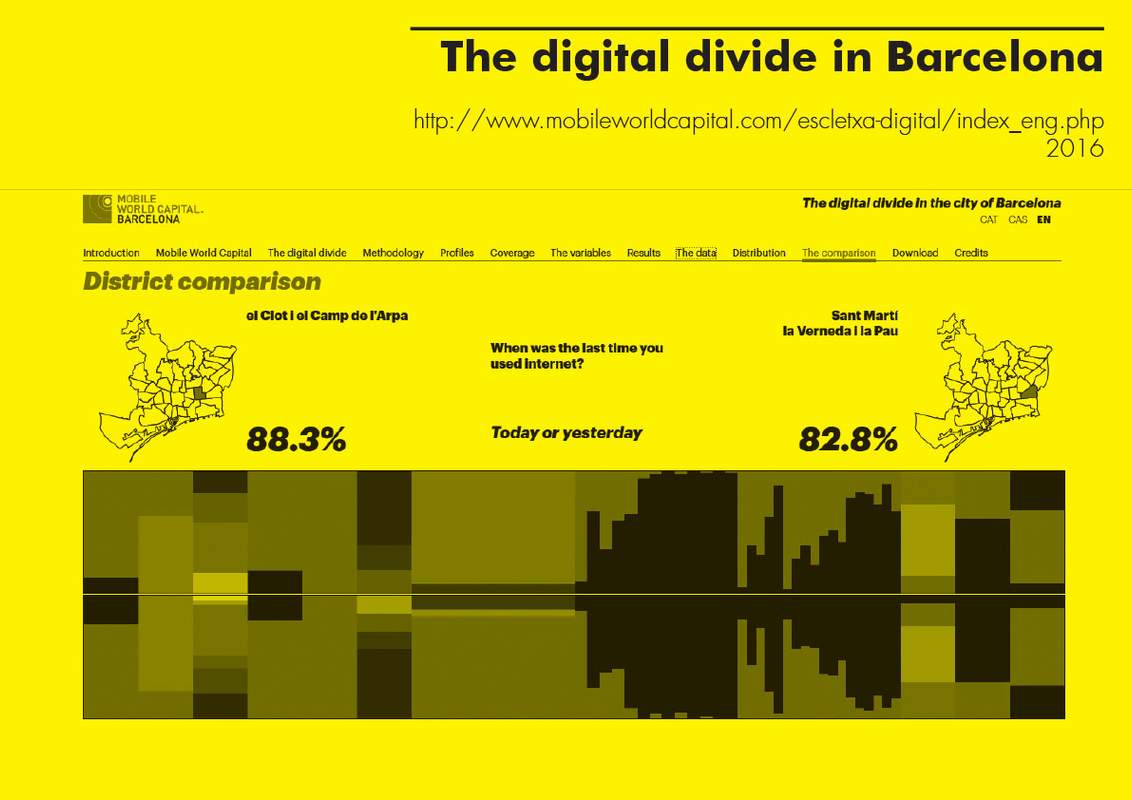 The digital divide in Barcelona
http://www.mobileworldcapital.com/escletxa-digital/index_eng.php
2016
MOBILE
WORLD CAPITAL.
BARCELONA
The digital divide in the city of Barcelona
CAT CAS EN
Introduction Mobile World Capital The digital divide Methodology Profiles Coverage The variables Results The data Distribution The comparison Download Credits
District comparison
el Clot i el Camp de l'Arpa
Sant Martí
la Verneda i la Pau
When was the last time you
used internet?
88.3%
Today or yesterday
82.8%